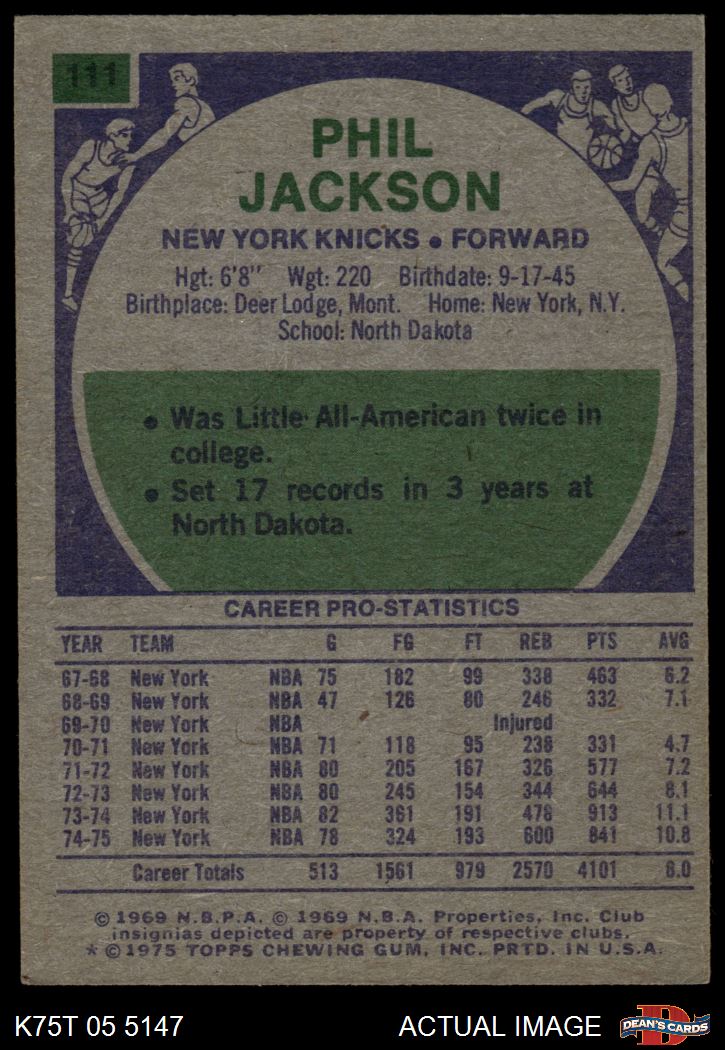 111
PHIL
JACKSON
NEW YORK KNICKS • FORWARD
Hgt: 6'8" Wgt: 220 Birthdate: 9-17-45
Birthplace: Deer Lodge, Mont. Home: New York, N.Y.
School: North Dakota
• Was Little All-American twice in
college.
• Set 17 records in 3 years at
North Dakota.
CAREER PRO-STATISTICS
YEAR TEAM G FG FT REB PTS AVG
67-68 New York NBA 75 182 99 338 463 6.2
68-69 New York NBA 47 126 80 246 332 7.1
69-70 New York NBA Injured
70-71 New York NBA 71 118 95 238 331 4.7
71-72 New York NBA 80 205 167 326 577 7.2
72-73 New York NBA 80 245 154 344 644 8.1
73-74 New York NBA 82 361 191 478 913 11.1
74-75 New York NBA 78 324 193 600 841 10.8
Career Totals 513 1561 979 2570 4101 8.0
© 1969 N.B.P.A. © 1969 N.B.A. Properties, Inc. Club
insignias depicted are property of respective clubs.
* © 1975 TOPPS CHEWING GUM, INC. PRTD. IN U.S.A.
K75T 05 5147 ACTUAL IMAGE D DEAN'S CARDS